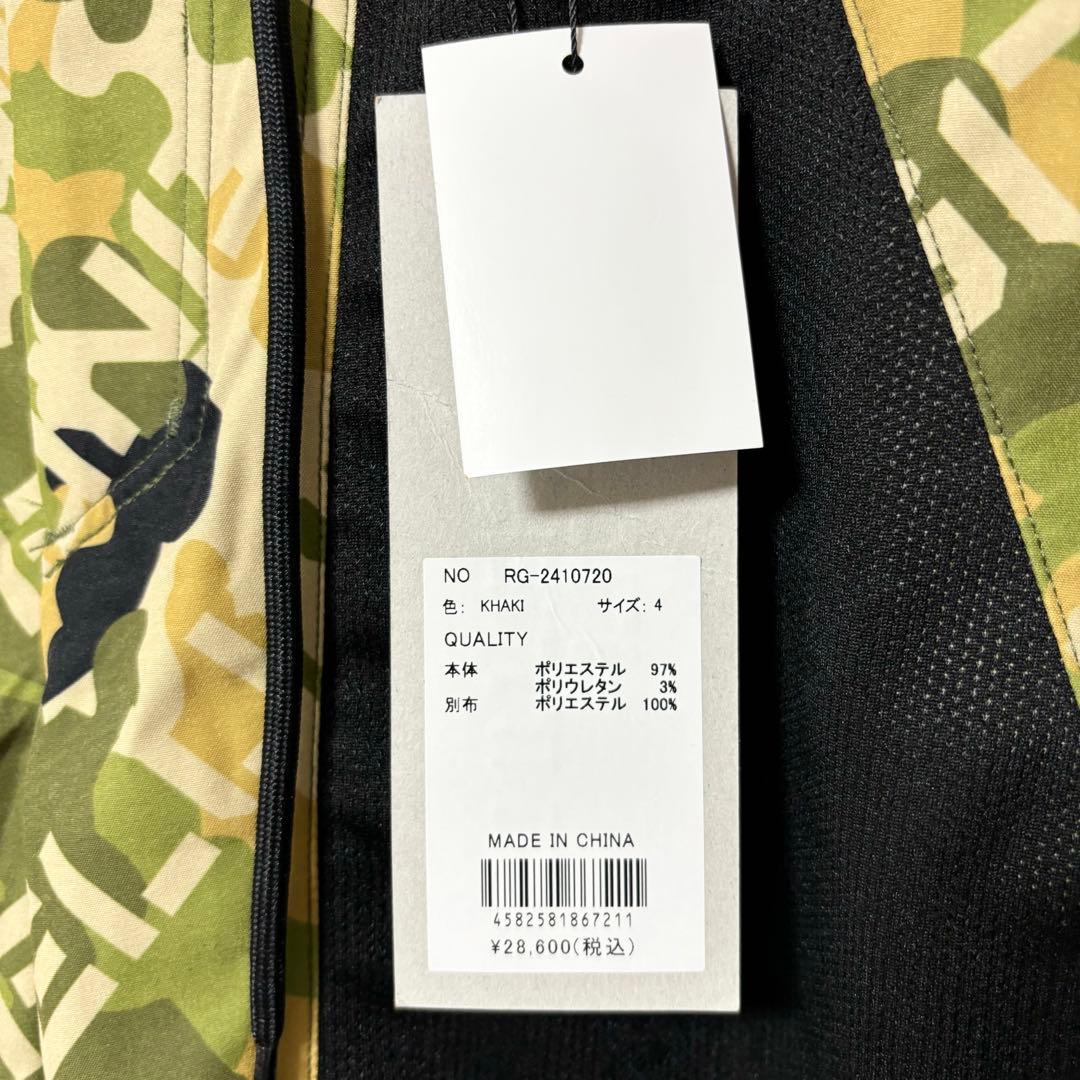 NO RG-2410720
色: KHAKI サイズ: 4
QUALITY
本体 ポリエステル 97%
ポリウレタン 3%
別布 ポリエステル 100%
MADE IN CHINA
4582581867211
¥28,600(税込)